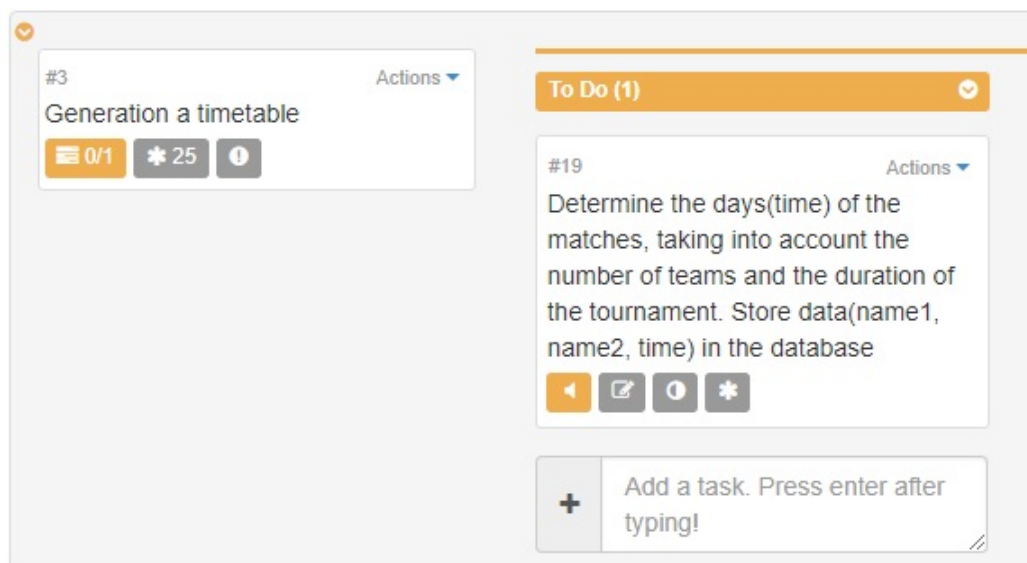 #3 Actions
Generation a timetable
0/1 25
To Do (1)
#19 Actions
Determine the days(time) of the
matches, taking into account the
number of teams and the duration of
the tournament. Store data(name1,
name2, time) in the database
Add a task. Press enter after
typing!